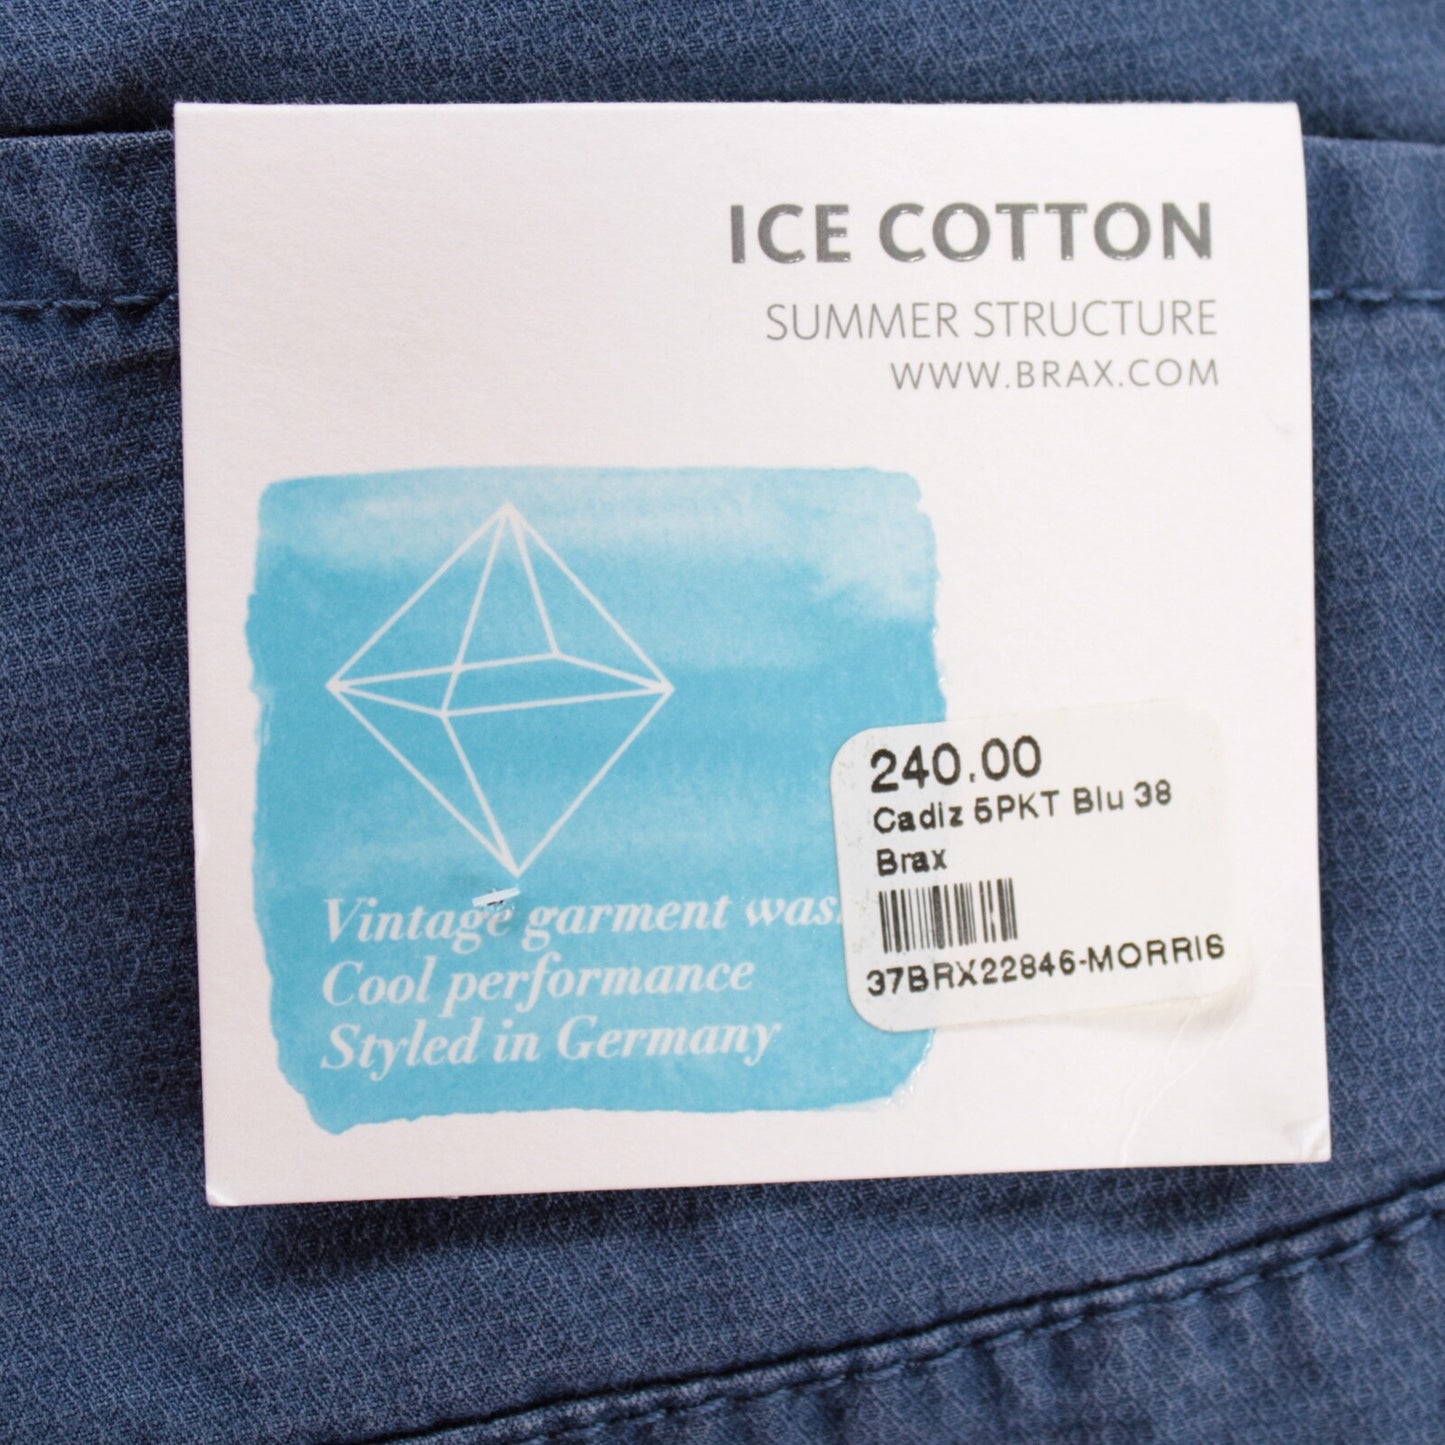 ICE COTTON
SUMMER STRUCTURE
WWW.BRAX.COM
240.00
Cadiz 5PKT Blu 38
Brax
37BRX22846-MORRIS
Vintage garment
Cool performance
Styled in Germany